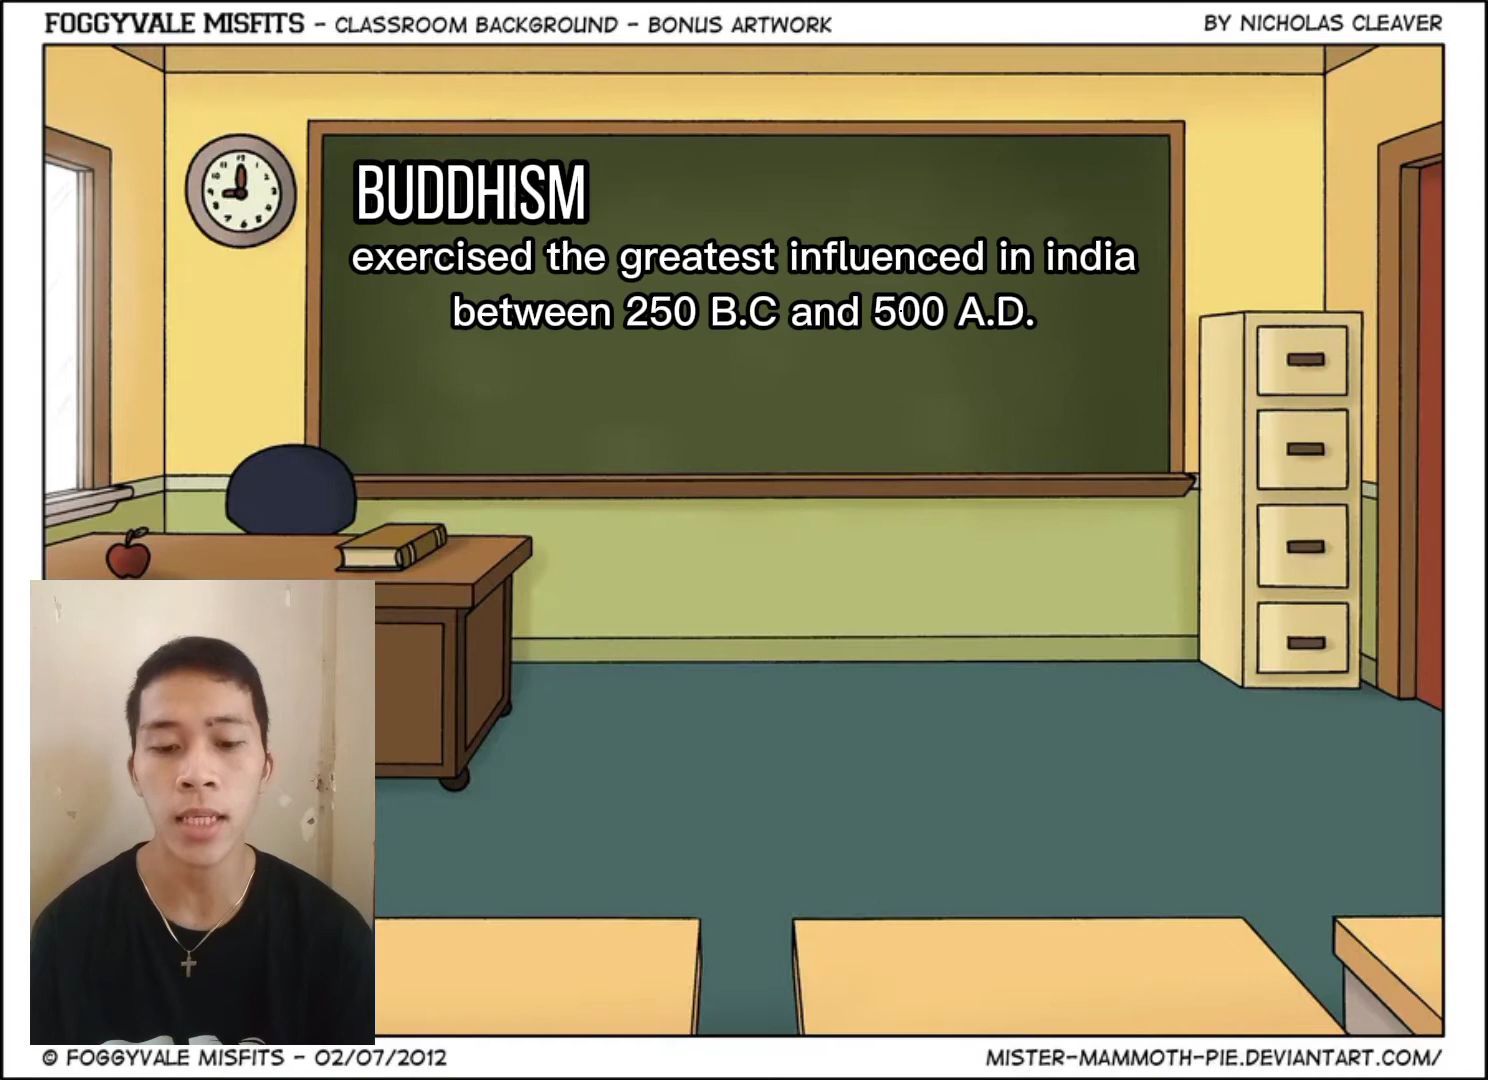 FOGGYVALE MISFITS - CLASSROOM BACKGROUND - BONUS ARTWORK
BY NICHOLAS CLEAVER
BUDDHISM
exercised the greatest influenced in india
between 250 B.C and 500 A.D.
© FOGGYVALE MISFITS - 02/07/2012
MISTER-MAMMOTH-PIE.DEVIANTART.COM/